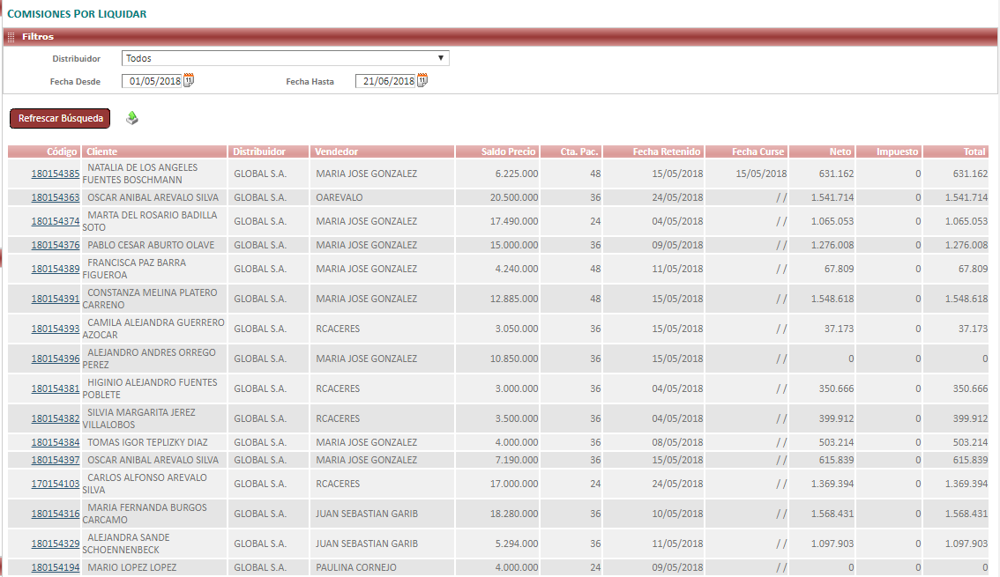 COMISIONES POR LIQUIDAR
Filtros
Distribuidor Todos
Fecha Desde 01/05/2018 Fecha Hasta 21/06/2018
Refrescar Búsqueda
Código Cliente Distribuidor Vendedor Saldo Precio Cta. Pac. Fecha Retenido Fecha Curse Neto Impuesto Total
180154385 NATALIA DE LOS ANGELES FUENTES BOSCHMANN GLOBAL S.A. MARIA JOSE GONZALEZ 6.225.000 48 15/05/2018 15/05/2018 631.162 0 631.162
180154363 OSCAR ANIBAL AREVALO SILVA GLOBAL S.A. OAREVALO 20.500.000 36 24/05/2018 / / 1.541.714 0 1.541.714
180154374 MARTA DEL ROSARIO BADILLA SOTO GLOBAL S.A. MARIA JOSE GONZALEZ 17.490.000 24 04/05/2018 / / 1.065.053 0 1.065.053
180154376 PABLO CESAR ABURTO OLAVE GLOBAL S.A. MARIA JOSE GONZALEZ 15.000.000 36 09/05/2018 / / 1.276.008 0 1.276.008
180154389 FRANCISCA PAZ BARRA FIGUEROA GLOBAL S.A. MARIA JOSE GONZALEZ 4.240.000 48 11/05/2018 / / 67.809 0 67.809
180154391 CONSTANZA MELINA PLATERO CARRENO GLOBAL S.A. MARIA JOSE GONZALEZ 12.885.000 48 15/05/2018 / / 1.548.618 0 1.548.618
180154393 CAMILA ALEJANDRA GUERRERO AZOCAR GLOBAL S.A. RCACERES 3.050.000 36 15/05/2018 / / 37.173 0 37.173
180154396 ALEJANDRO ANDRES ORREGO PEREZ GLOBAL S.A. MARIA JOSE GONZALEZ 10.850.000 36 15/05/2018 / / 0 0 0
180154381 HIGINIO ALEJANDRO FUENTES POBLETE GLOBAL S.A. RCACERES 3.000.000 36 04/05/2018 / / 350.666 0 350.666
180154382 SILVIA MARGARITA JEREZ VILLALOBOS GLOBAL S.A. RCACERES 3.500.000 36 04/05/2018 / / 399.912 0 399.912
180154384 TOMAS IGOR TEPLIZKY DIAZ GLOBAL S.A. MARIA JOSE GONZALEZ 4.000.000 36 08/05/2018 / / 503.214 0 503.214
180154397 OSCAR ANIBAL AREVALO SILVA GLOBAL S.A. MARIA JOSE GONZALEZ 7.190.000 36 15/05/2018 / / 615.839 0 615.839
170154103 CARLOS ALFONSO AREVALO SILVA GLOBAL S.A. RCACERES 17.000.000 24 24/05/2018 / / 1.369.394 0 1.369.394
180154316 MARIA FERNANDA BURGOS CARCAMO GLOBAL S.A. JUAN SEBASTIAN GARIB 18.280.000 36 10/05/2018 / / 1.568.431 0 1.568.431
180154329 ALEJANDRA SANDE SCHOENNENBECK GLOBAL S.A. JUAN SEBASTIAN GARIB 5.294.000 36 11/05/2018 / / 1.097.903 0 1.097.903
180154194 MARIO LOPEZ LOPEZ GLOBAL S.A. PAULINA CORNEJO 4.000.000 24 09/05/2018 / / 0 0 0